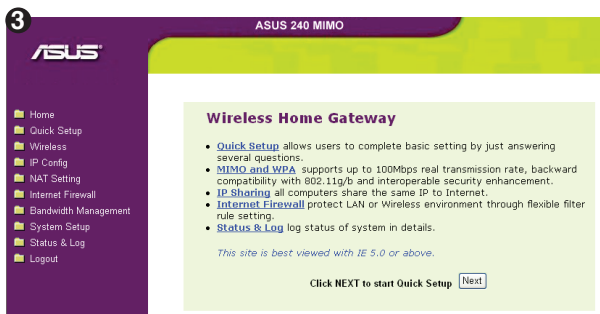 3
ASUS 240 MIMO
ASUS
Home
Quick Setup
Wireless
IP Config
NAT Setting
Internet Firewall
Bandwidth Management
System Setup
Status & Log
Logout
Wireless Home Gateway
Quick Setup allows users to complete basic setting by just answering
several questions.
MIMO and WPA supports up to 100Mbps real transmission rate, backward
compatibility with 802.11g/b and interoperable security enhancement.
IP Sharing all computers share the same IP to Internet.
Internet Firewall protect LAN or Wireless environment through flexible filter
rule setting.
Status & Log log status of system in details.
This site is best viewed with IE 5.0 or above.
Click NEXT to start Quick Setup Next